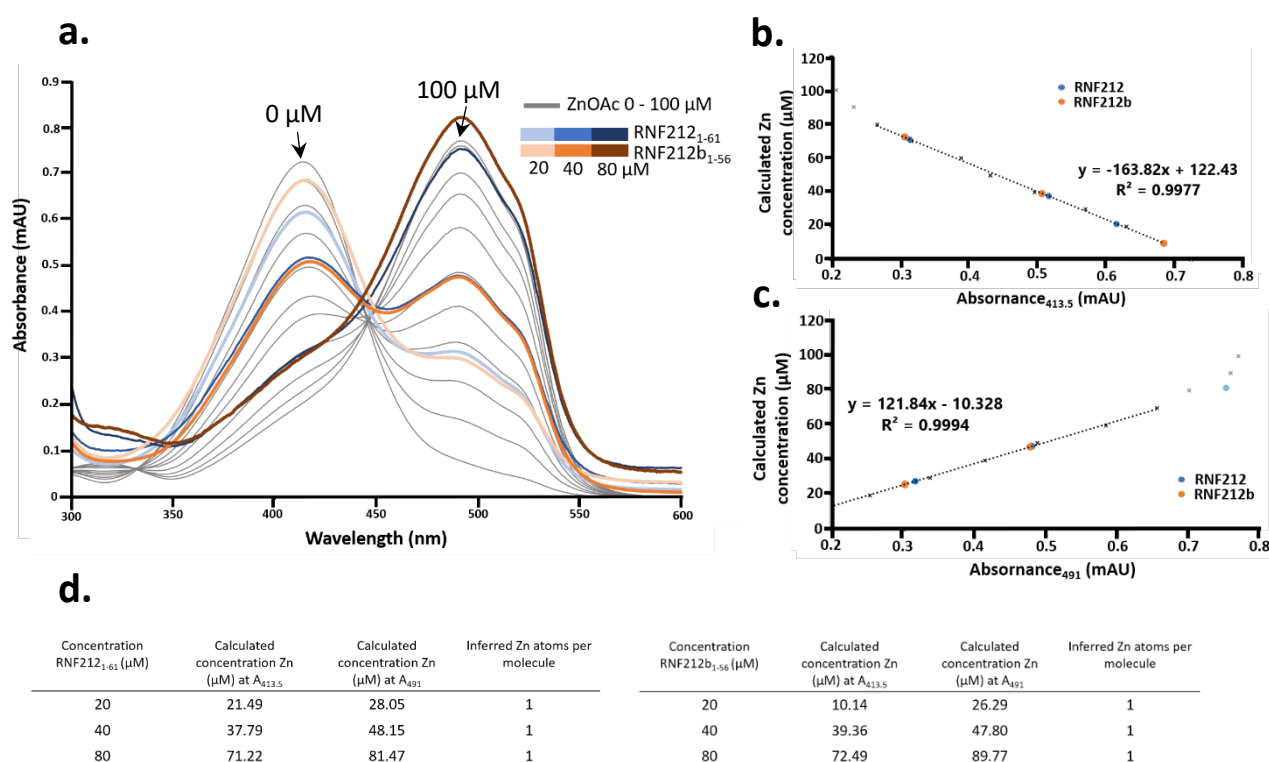 a.
0.9
0.8
0.7
0.6
0.5
0.4
0.3
0.2
0.1
0
300
350
400
450
500
550
600
Absorbance (mAU)
Wavelength (nm)
0 µM
100 µM
ZnOAc 0 - 100 µM
RNF212₁₋₆₁
RNF212b₁₋₅₆
20 40 80 µM
b.
120
100
80
60
40
20
0
0.2 0.3 0.4 0.5 0.6 0.7 0.8
Calculated Zn
concentration (µM)
RNF212
RNF212b
y = -163.82x + 122.43
R² = 0.9977
Absornance₄₁₃.₅ (mAU)
c.
120
100
80
60
40
20
0
0.2 0.3 0.4 0.5 0.6 0.7 0.8
Calculated Zn
concentration (µM)
y = 121.84x - 10.328
R² = 0.9994
RNF212
RNF212b
Absornance₄₉₁ (mAU)
d.
Concentration RNF212₁₋₆₁ (µM) Calculated concentration Zn (µM) at A₄₁₃.₅ Calculated concentration Zn (µM) at A₄₉₁ Inferred Zn atoms per molecule
20 21.49 28.05 1
40 37.79 48.15 1
80 71.22 81.47 1
Concentration RNF212b₁₋₅₆ (µM) Calculated concentration Zn (µM) at A₄₁₃.₅ Calculated concentration Zn (µM) at A₄₉₁ Inferred Zn atoms per molecule
20 10.14 26.29 1
40 39.36 47.80 1
80 72.49 89.77 1